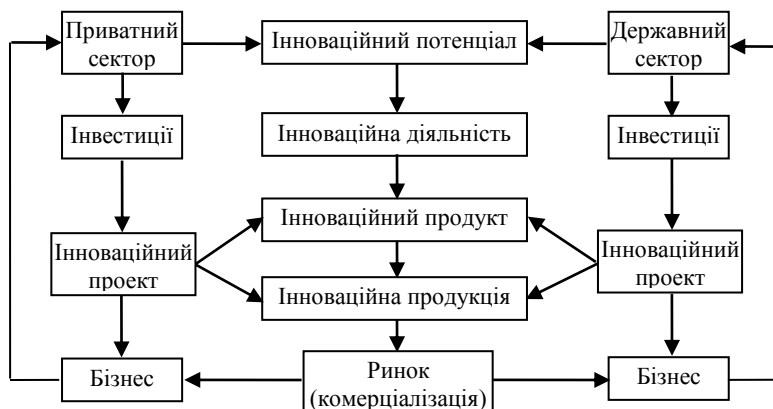 Приватний
сектор
Інноваційний потенціал
Державний
сектор
Інвестиції
Інноваційна діяльність
Інвестиції
Інноваційний продукт
Інноваційний
проект
Інноваційна продукція
Інноваційний
проект
Бізнес
Ринок
(комерціалізація)
Бізнес